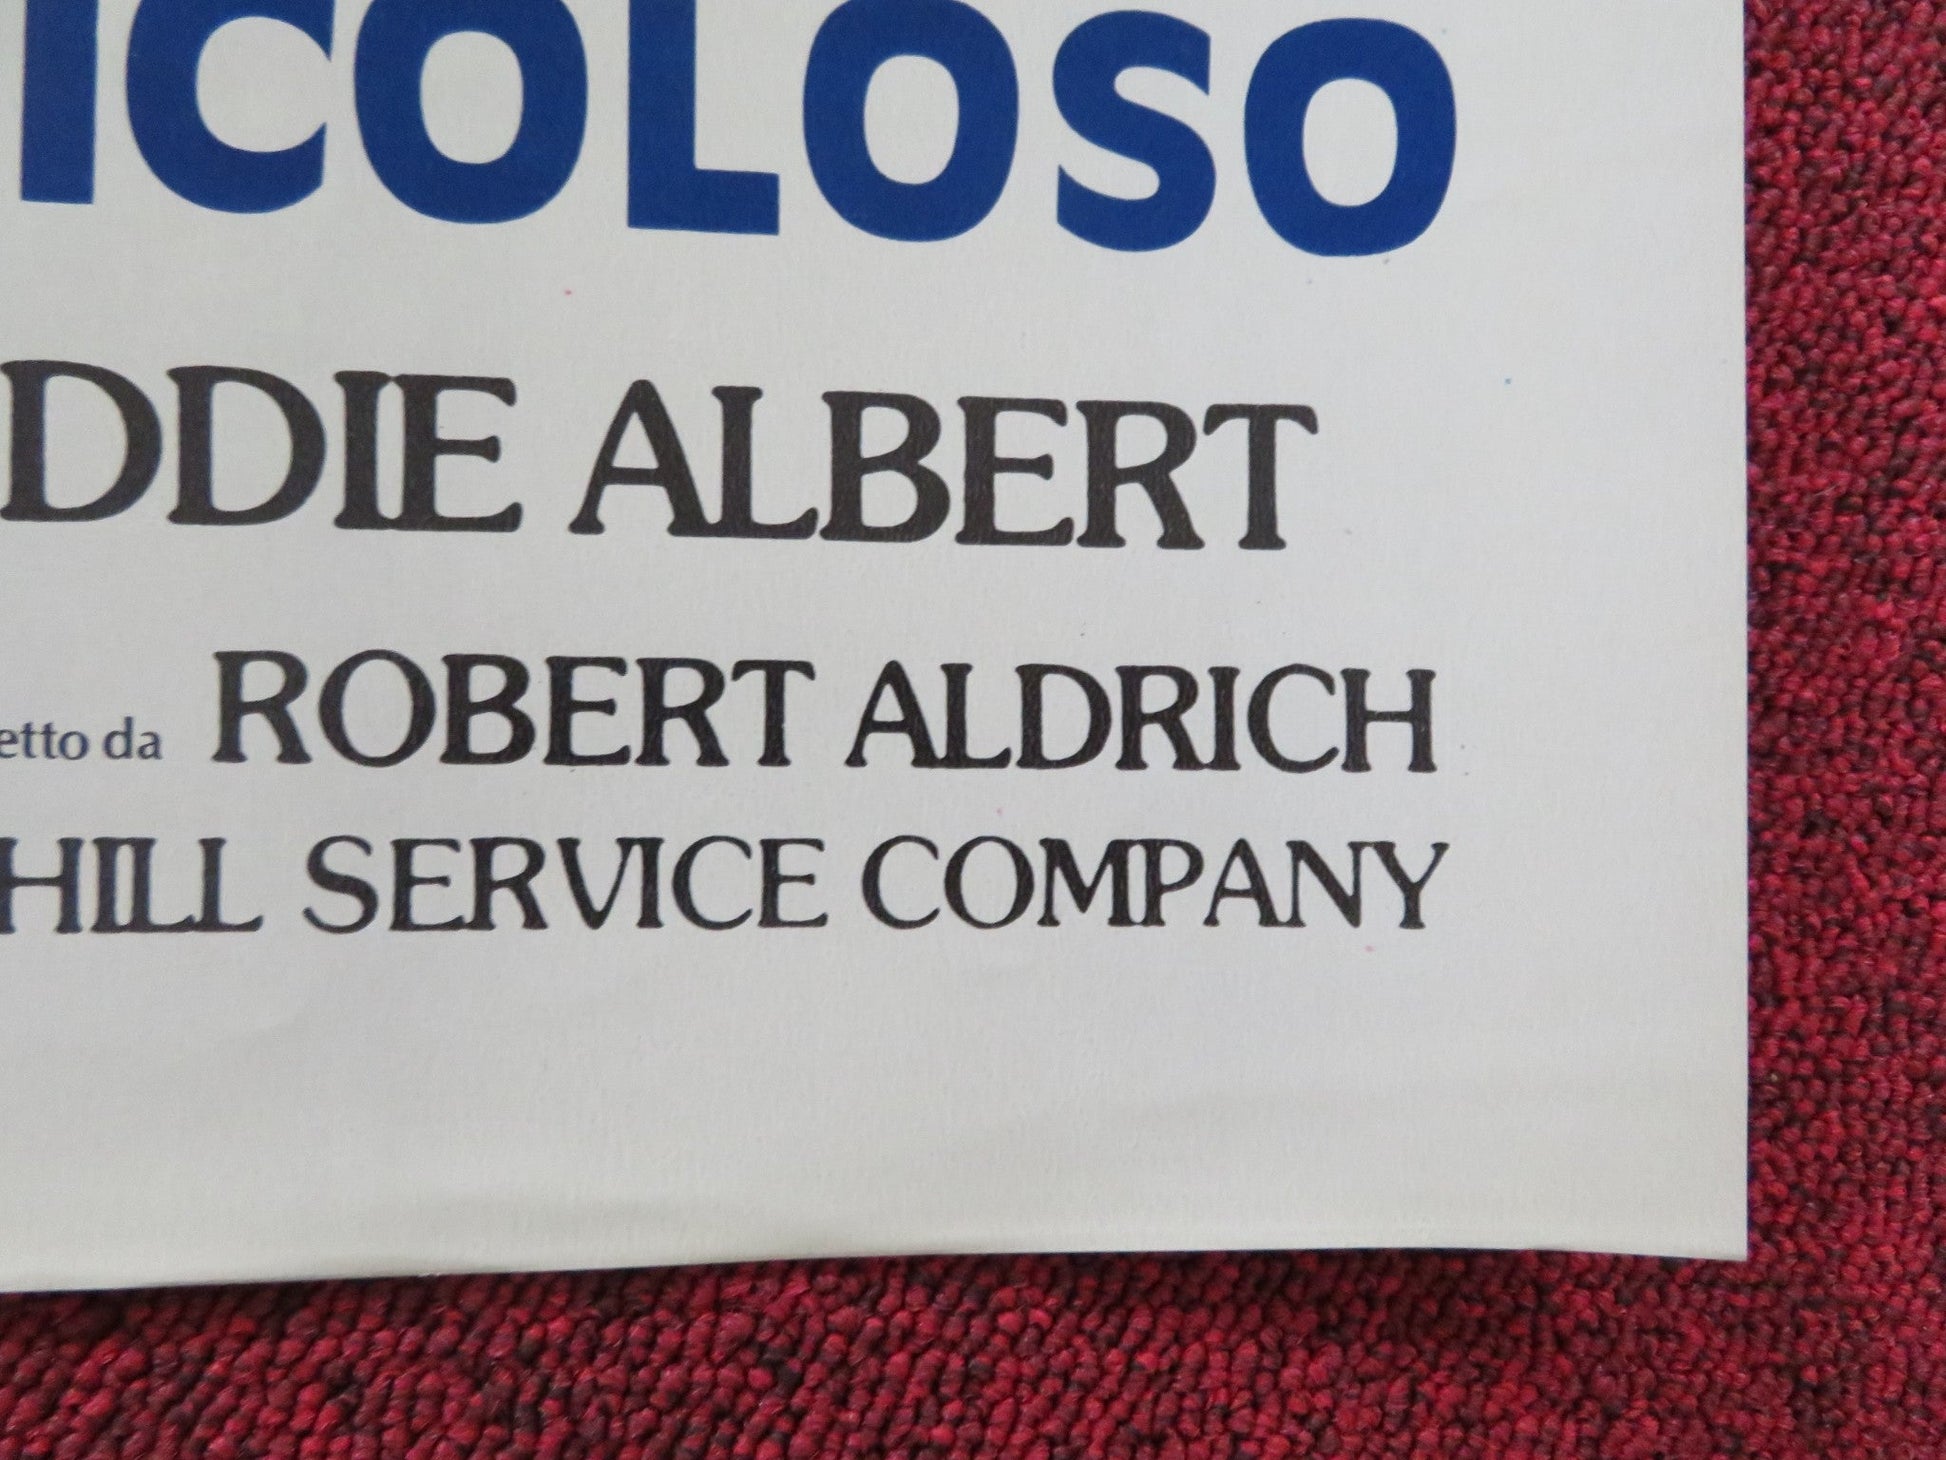 ICOLOSO
DDIE ALBERT
etto da ROBERT ALDRICH
HILL SERVICE COMPANY